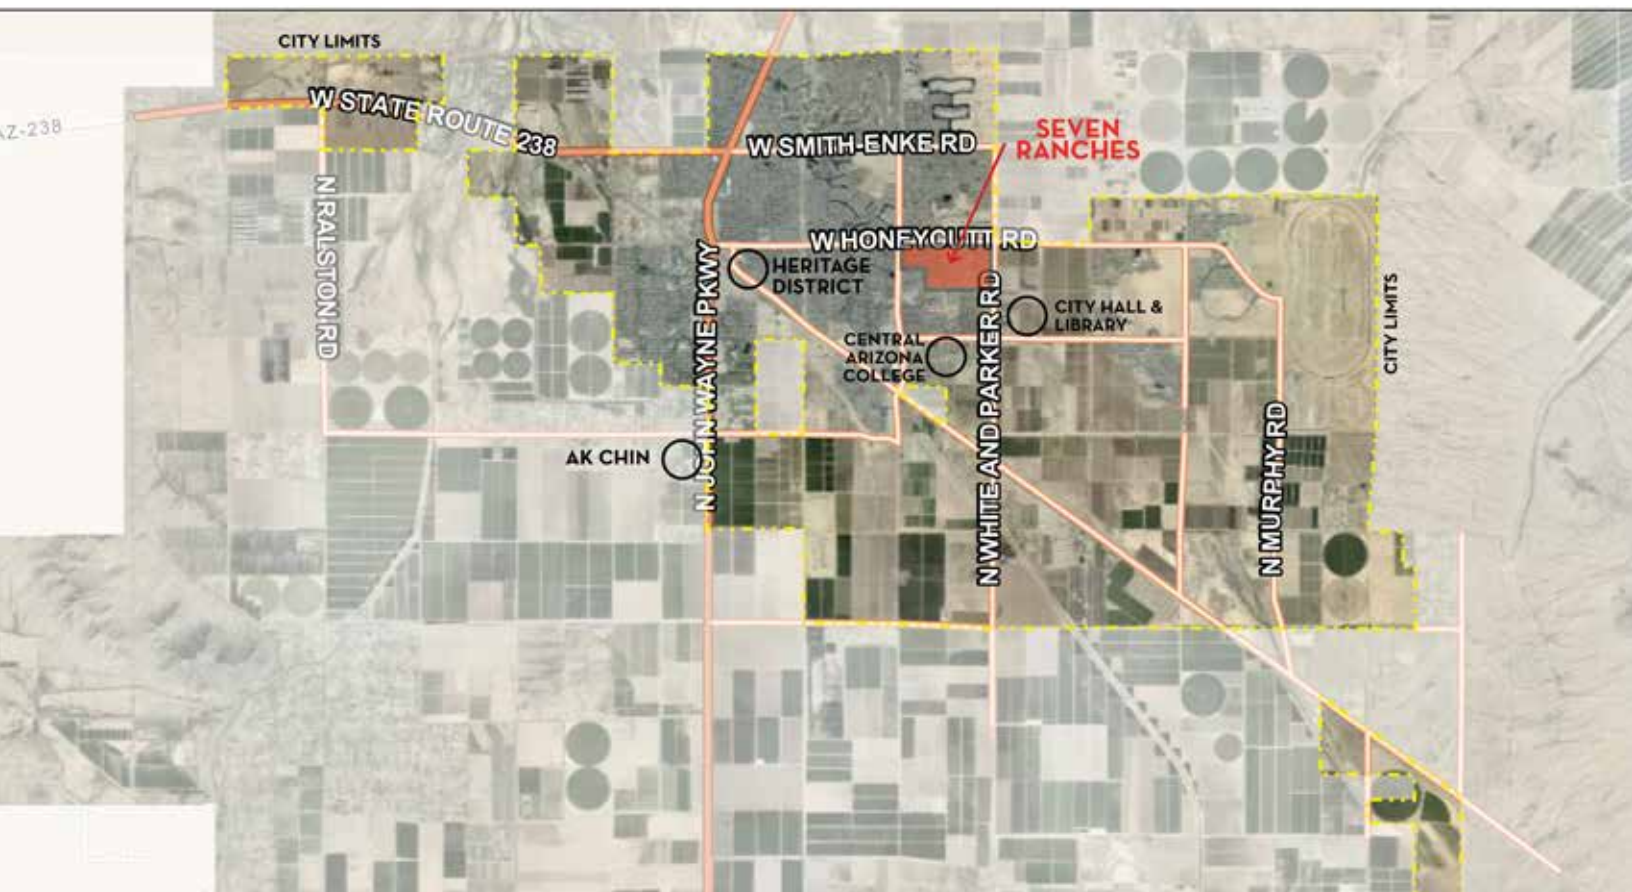 CITY LIMITS
W STATE ROUTE 238
AZ-238
W SMITH-ENKE RD
SEVEN
RANCHES
N RALSTON RD
W HONEYCUTT RD
HERITAGE
DISTRICT
N JOHN WAYNE PKWY
CITY HALL &
LIBRARY
CITY LIMITS
CENTRAL
ARIZONA
COLLEGE
N WHITE AND PARKER RD
N MURPHY RD
AK CHIN